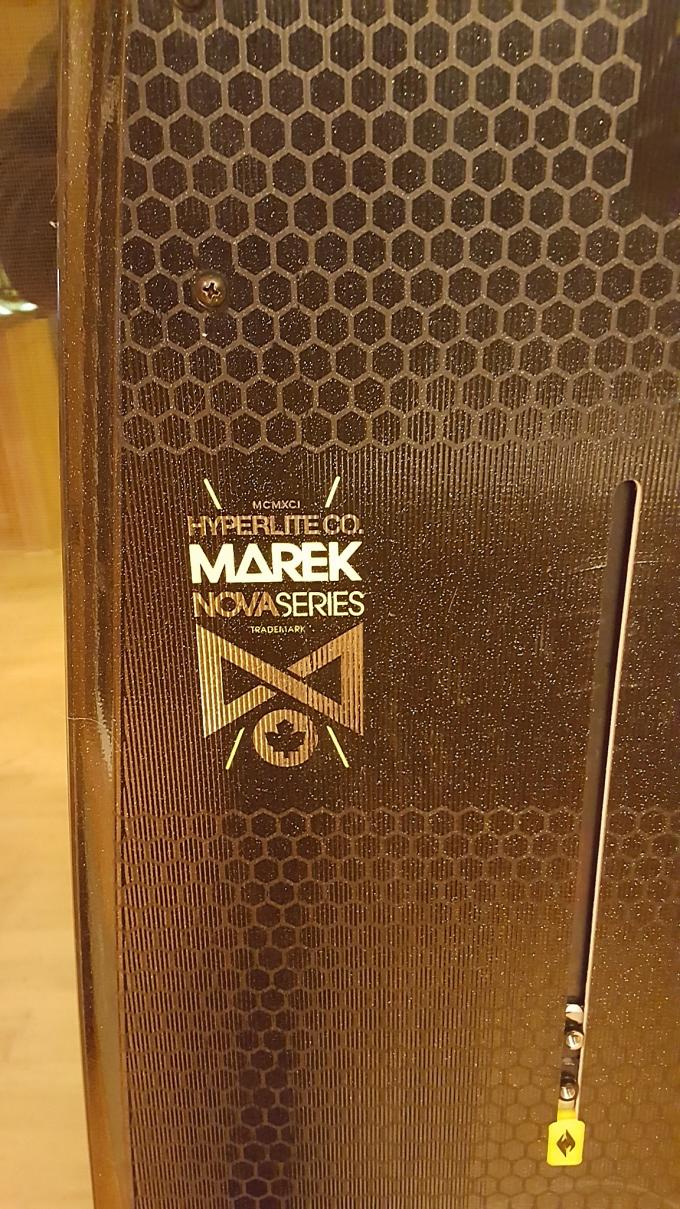 MCMXCI
HYPERLITE CO.
MAREK
NOVASERIES
TRADEMARK